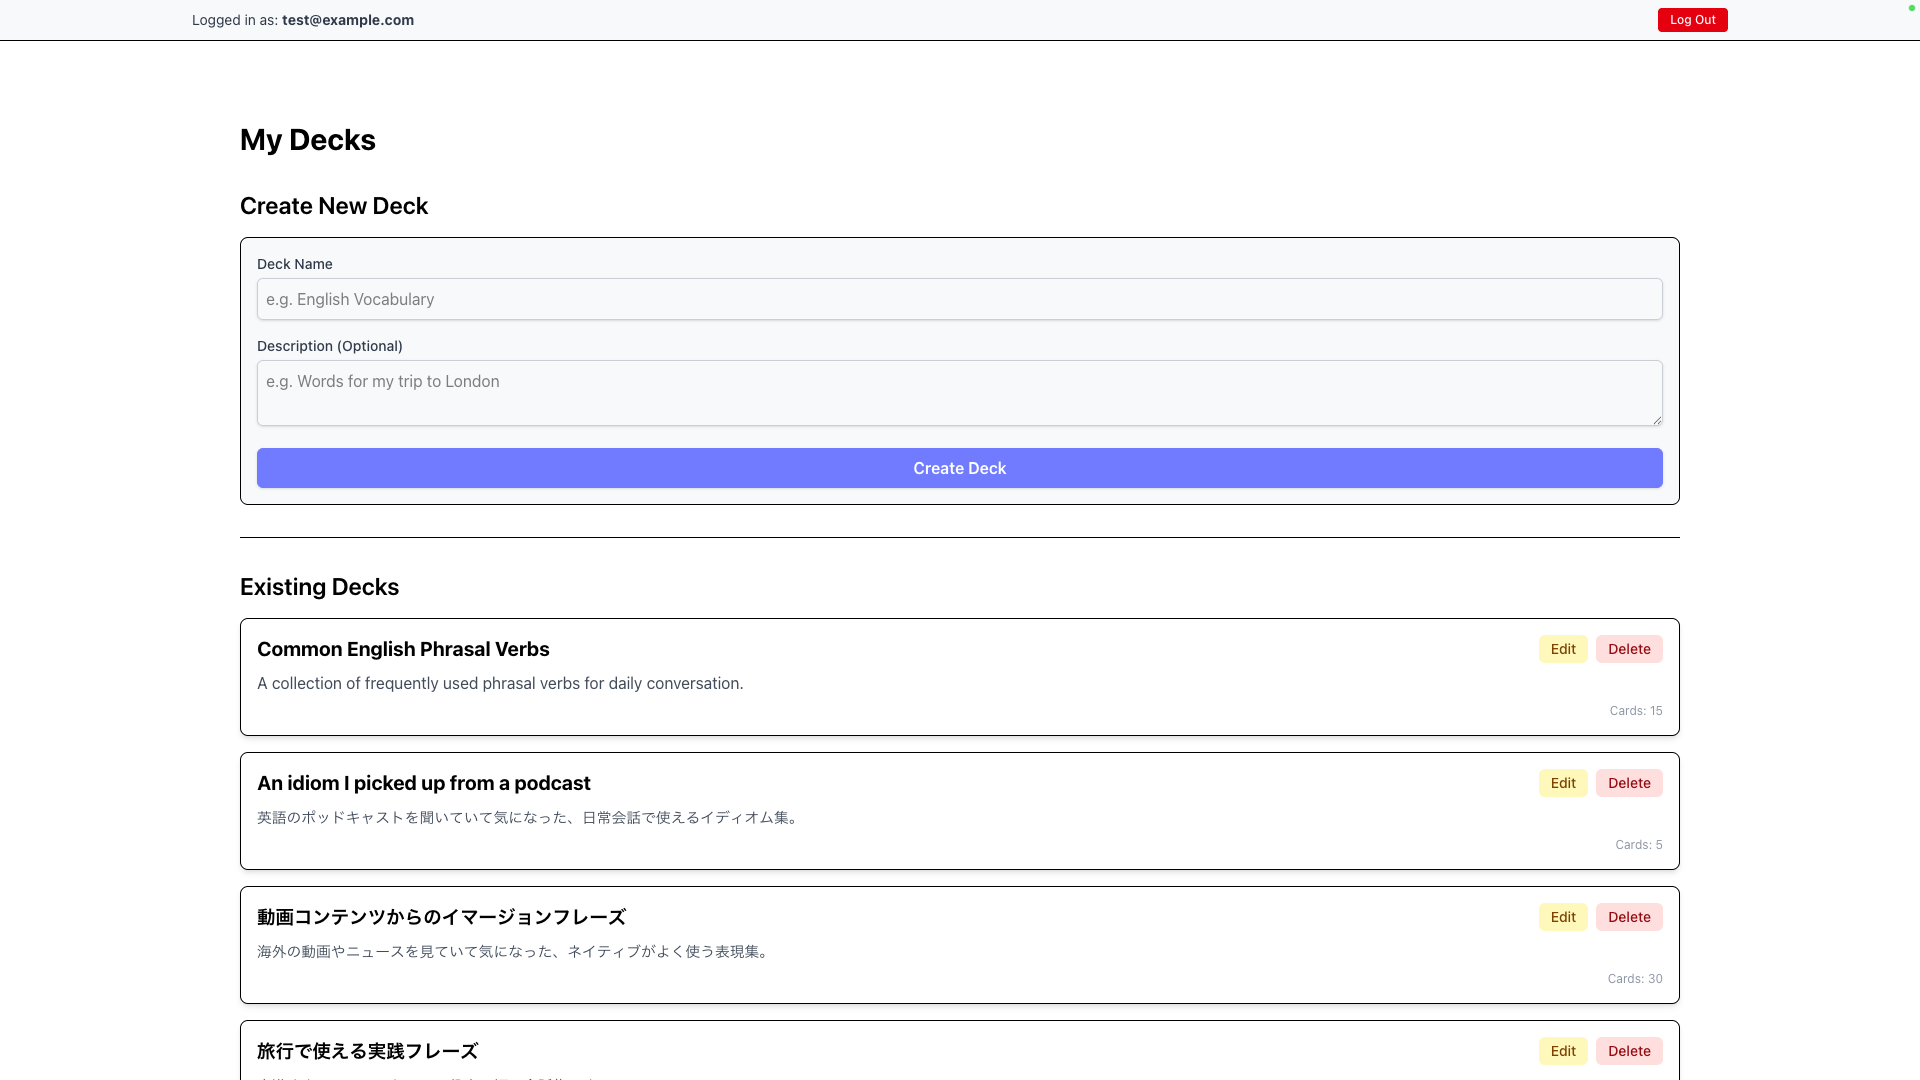 Logged in as: test@example.com
Log Out
My Decks
Create New Deck
Deck Name
e.g. English Vocabulary
Description (Optional)
e.g. Words for my trip to London
Create Deck
Existing Decks
Common English Phrasal Verbs
Edit
Delete
A collection of frequently used phrasal verbs for daily conversation.
Cards: 15
An idiom I picked up from a podcast
Edit
Delete
英語のポッドキャストを聞いていて気になった、日常会話で使えるイディオム集。
Cards: 5
動画コンテンツからのイマージョンフレーズ
Edit
Delete
海外の動画やニュースを見ていて気になった、ネイティブがよく使う表現集。
Cards: 30
旅行で使える実践フレーズ
Edit
Delete